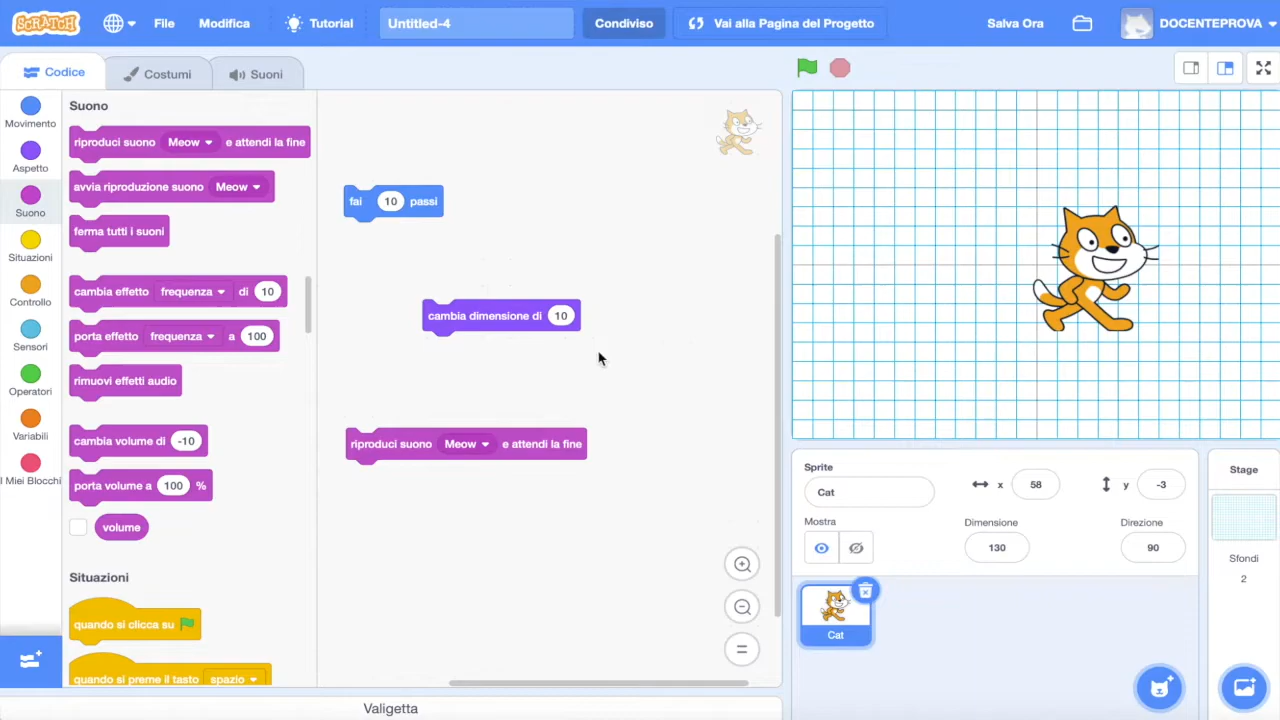 SCRATCH
File
Modifica
Tutorial
Untitled-4
Condiviso
Vai alla Pagina del Progetto
Salva Ora
DOCENTEPROVA
Codice
Costumi
Suoni
Movimento
Aspetto
Suono
Situazioni
Controllo
Sensori
Operatori
Variabili
I Miei Blocchi
Suono
riproduci suono Meow e attendi la fine
avvia riproduzione suono Meow
ferma tutti i suoni
cambia effetto frequenza di 10
porta effetto frequenza a 100
rimuovi effetti audio
cambia volume di -10
porta volume a 100 %
volume
Situazioni
quando si clicca su
quando si preme il tasto spazio
fai 10 passi
cambia dimensione di 10
riproduci suono Meow e attendi la fine
Valigetta
Sprite
Cat
x 58
y -3
Mostra
Dimensione
130
Direzione
90
Cat
Stage
Sfondi
2